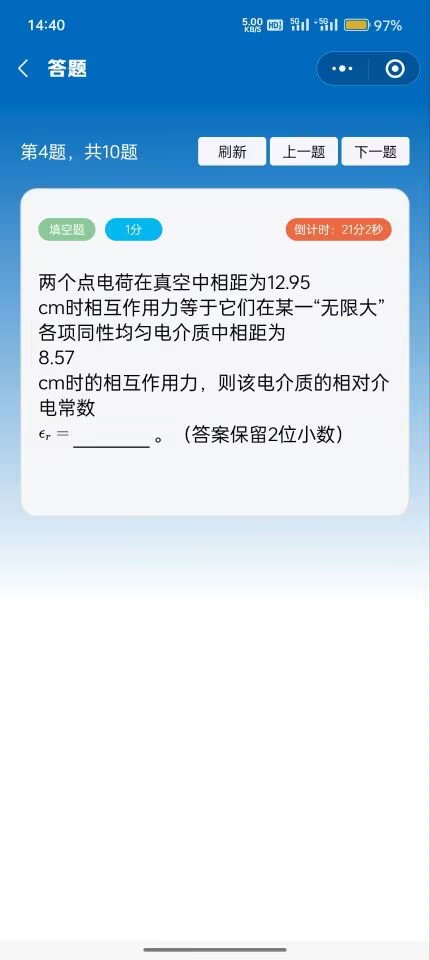 14:40
5.00 KB/S HD 5G 5G 97%
答题
第4题，共10题
刷新
上一题
下一题
填空题
1分
倒计时：21分2秒
两个点电荷在真空中相距为12.95
cm时相互作用力等于它们在某一“无限大”
各项同性均匀电介质中相距为
8.57
cm时的相互作用力，则该电介质的相对介
电常数
ϵr = ________ 。（答案保留2位小数）